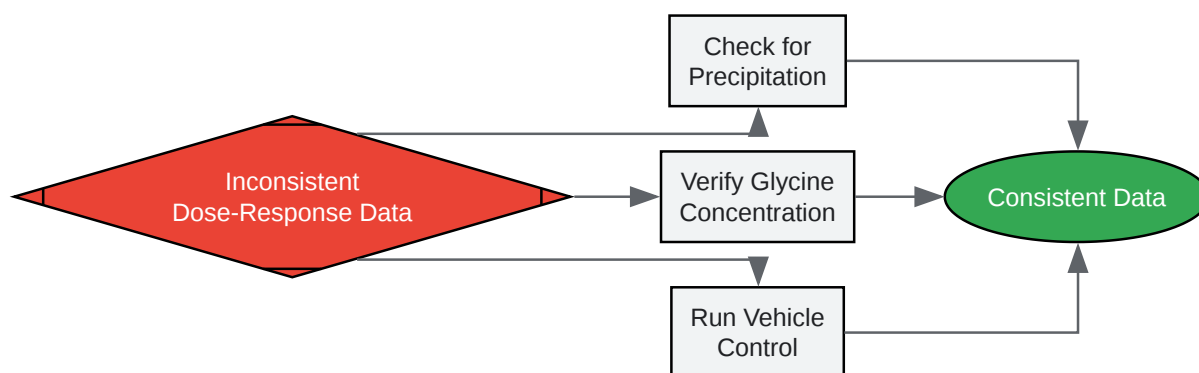 Check for
Precipitation
Inconsistent
Dose-Response Data
Verify Glycine
Concentration
Consistent Data
Run Vehicle
Control